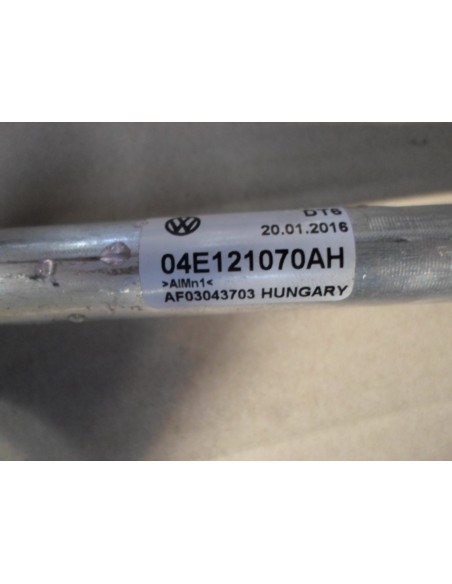 DT6
20.01.2016
04E121070AH
>AlMn1<
AF03043703 HUNGARY